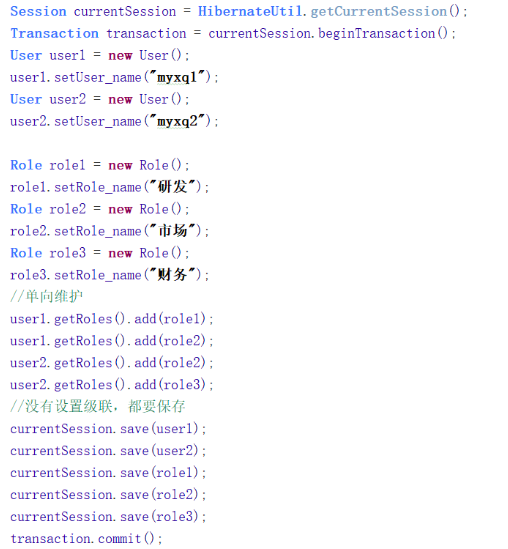 Session currentSession = HibernateUtil.getCurrentSession();
Transaction transaction = currentSession.beginTransaction();
User user1 = new User();
user1.setUser_name("myxq1");
User user2 = new User();
user2.setUser_name("myxq2");
Role role1 = new Role();
role1.setRole_name("研发");
Role role2 = new Role();
role2.setRole_name("市场");
Role role3 = new Role();
role3.setRole_name("财务");
//单向维护
user1.getRoles().add(role1);
user1.getRoles().add(role2);
user2.getRoles().add(role2);
user2.getRoles().add(role3);
//没有设置级联，都要保存
currentSession.save(user1);
currentSession.save(user2);
currentSession.save(role1);
currentSession.save(role2);
currentSession.save(role3);
transaction.commit();